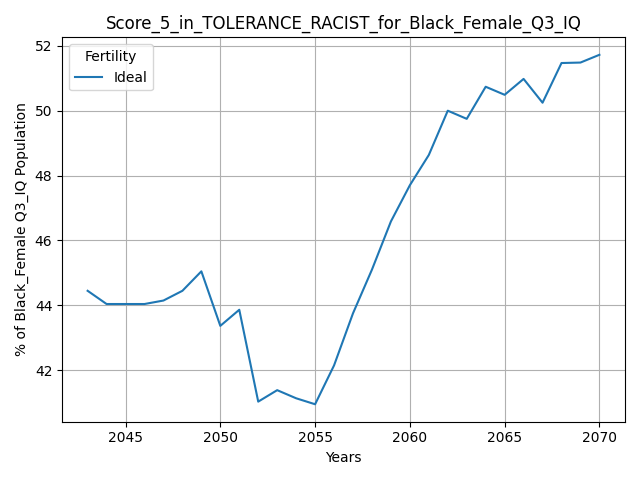 Score_5_in_TOLERANCE_RACIST_for_Black_Female_Q3_IQ
Fertility
Ideal
52
50
48
46
44
42
% of Black_Female Q3_IQ Population
2045 2050 2055 2060 2065 2070
Years